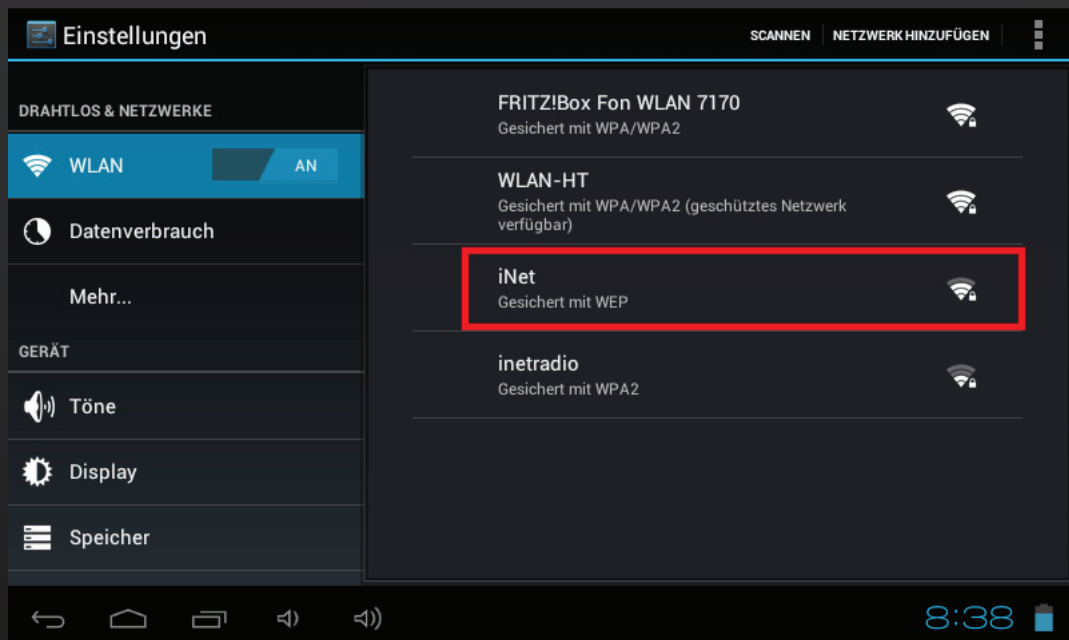 Einstellungen
SCANNEN
NETZWERK HINZUFÜGEN
DRAHTLOS & NETZWERKE
WLAN
AN
Datenverbrauch
Mehr...
GERÄT
Töne
Display
Speicher
FRITZ!Box Fon WLAN 7170
Gesichert mit WPA/WPA2
WLAN-HT
Gesichert mit WPA/WPA2 (geschütztes Netzwerk
verfügbar)
iNet
Gesichert mit WEP
inetradio
Gesichert mit WPA2
8:38